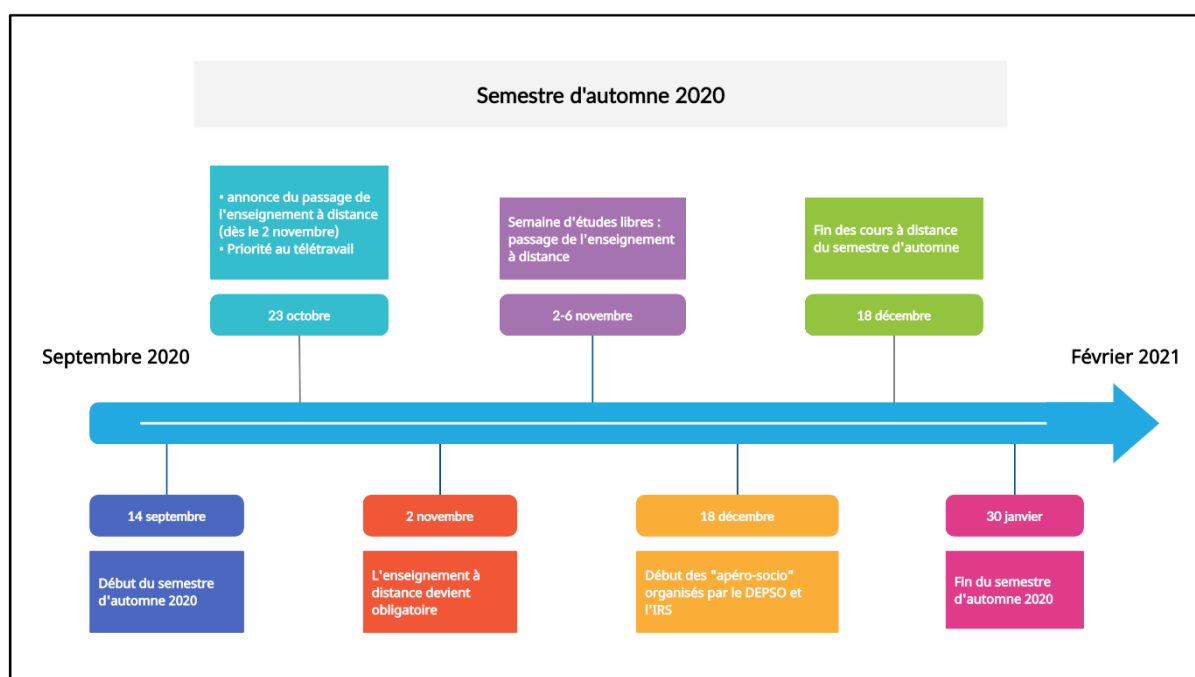 Semestre d'automne 2020
• annonce du passage de
l'enseignement à distance
(dès le 2 novembre)
• Priorité au télétravail
23 octobre
Semaine d'études libres :
passage de l'enseignement
à distance
2-6 novembre
Fin des cours à distance
du semestre d'automne
18 décembre
Septembre 2020
Février 2021
14 septembre
Début du semestre
d'automne 2020
2 novembre
L'enseignement à
distance devient
obligatoire
18 décembre
Début des "apéro-socio"
organisés par le DEPSO et
l'IRS
30 janvier
Fin du semestre
d'automne 2020